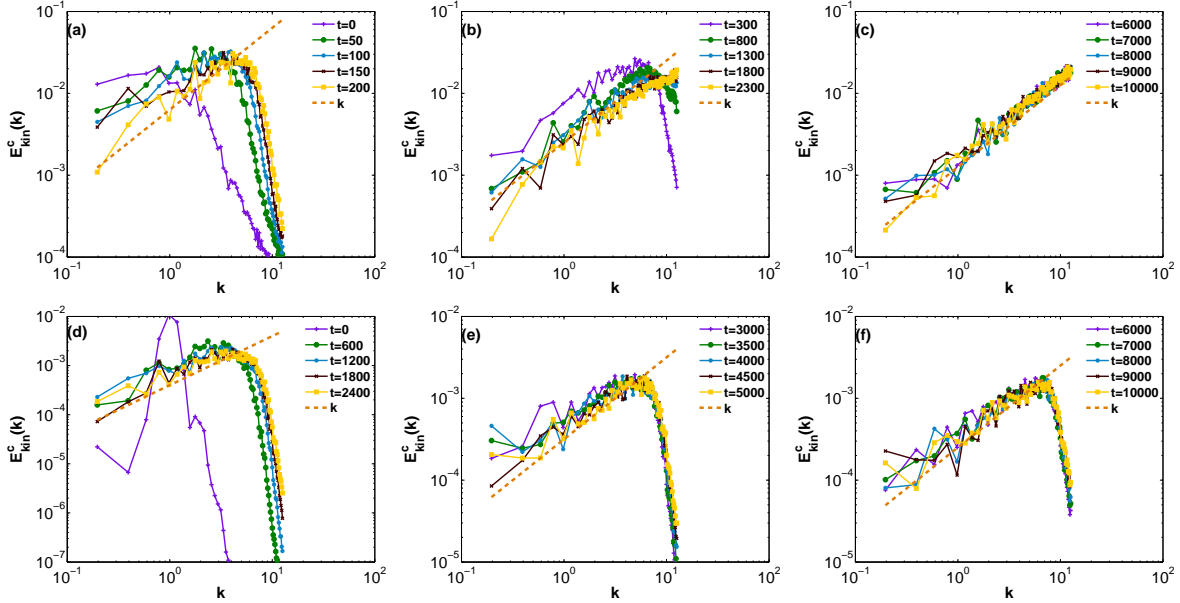 (a)
t=0
t=50
t=100
t=150
t=200
k
10^-1
10^-2
10^-3
10^-4
E^c_kin(k)
10^-1 10^0 10^1 10^2
k
(b)
t=300
t=800
t=1300
t=1800
t=2300
k
10^-1
10^-2
10^-3
10^-4
E^c_kin(k)
10^-1 10^0 10^1 10^2
k
(c)
t=6000
t=7000
t=8000
t=9000
t=10000
k
10^-1
10^-2
10^-3
10^-4
E^c_kin(k)
10^-1 10^0 10^1 10^2
k
(d)
t=0
t=600
t=1200
t=1800
t=2400
k
10^-2
10^-3
10^-4
10^-5
10^-6
10^-7
E^c_kin(k)
10^-1 10^0 10^1 10^2
k
(e)
t=3000
t=3500
t=4000
t=4500
t=5000
k
10^-2
10^-3
10^-4
10^-5
E^c_kin(k)
10^-1 10^0 10^1 10^2
k
(f)
t=6000
t=7000
t=8000
t=9000
t=10000
k
10^-2
10^-3
10^-4
10^-5
E^c_kin(k)
10^-1 10^0 10^1 10^2
k